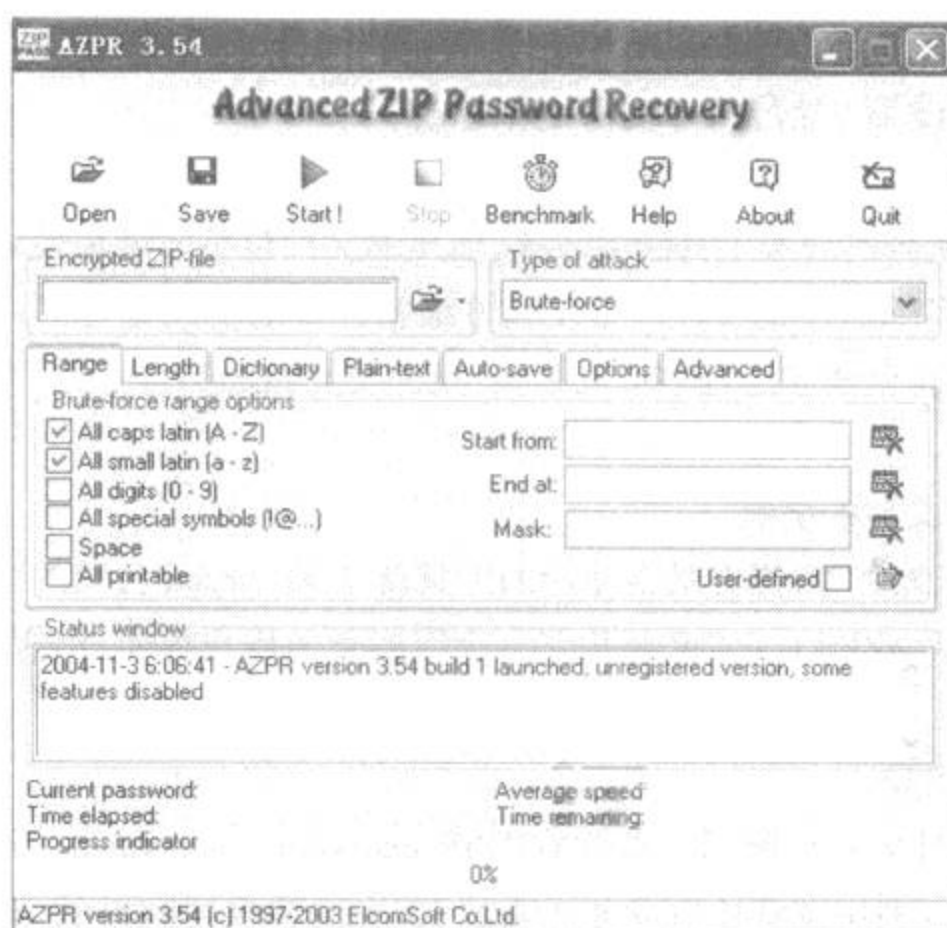 AZPR 3.54
Advanced ZIP Password Recovery
Open Save Start! Stop Benchmark Help About Quit
Encrypted ZIP-file Type of attack
Brute-force
Range Length Dictionary Plain-text Auto-save Options Advanced
Brute-force range options
All caps latin (A - Z) Start from:
All small latin (a - z)
All digits (0 - 9) End at:
All special symbols (!@...) Mask:
Space
All printable User-defined
Status window
2004-11-3 6:06:41 - AZPR version 3.54 build 1 launched, unregistered version, some
features disabled
Current password: Average speed
Time elapsed: Time remaining:
Progress indicator
0%
AZPR version 3.54 (c) 1997-2003 ElcomSoft Co.Ltd.